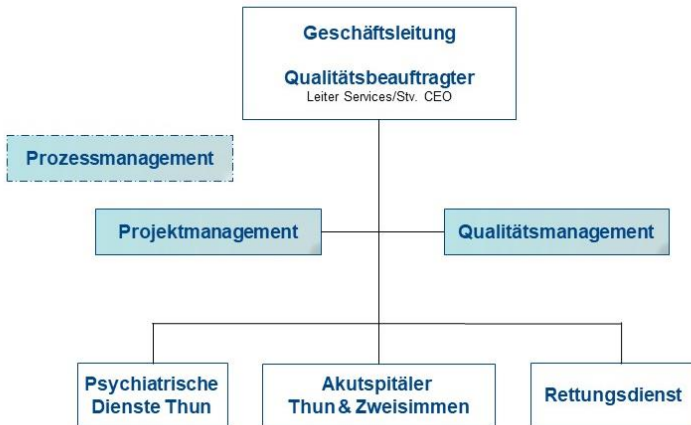 Geschäftsleitung
Qualitätsbeauftragter
Leiter Services/Stv. CEO
Prozessmanagement
Projektmanagement
Qualitätsmanagement
Psychiatrische
Dienste Thun
Akutspitäler
Thun & Zweisimmen
Rettungsdienst